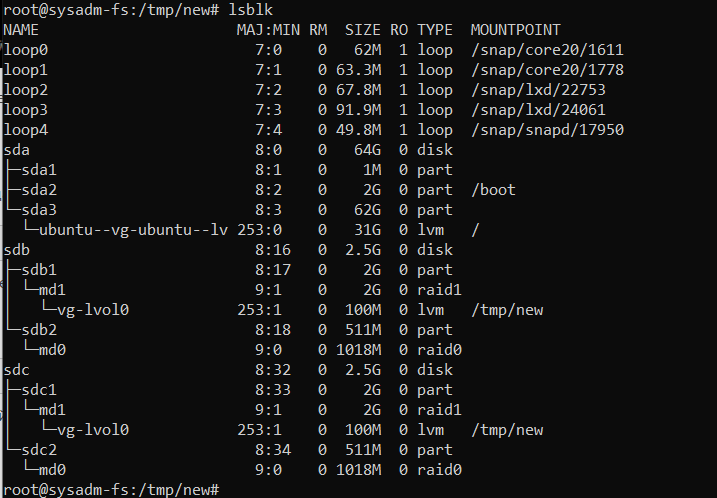 root@sysadm-fs:/tmp/new# lsblk
NAME                      MAJ:MIN RM   SIZE RO TYPE  MOUNTPOINT
loop0                       7:0    0    62M  1 loop  /snap/core20/1611
loop1                       7:1    0  63.3M  1 loop  /snap/core20/1778
loop2                       7:2    0  67.8M  1 loop  /snap/lxd/22753
loop3                       7:3    0  91.9M  1 loop  /snap/lxd/24061
loop4                       7:4    0  49.8M  1 loop  /snap/snapd/17950
sda                         8:0    0    64G  0 disk
├─sda1                      8:1    0     1M  0 part
├─sda2                      8:2    0     2G  0 part  /boot
└─sda3                      8:3    0    62G  0 part
  └─ubuntu--vg-ubuntu--lv 253:0    0    31G  0 lvm   /
sdb                         8:16   0   2.5G  0 disk
├─sdb1                      8:17   0     2G  0 part
│ └─md1                     9:1    0     2G  0 raid1
│   └─vg-lvol0            253:1    0   100M  0 lvm   /tmp/new
└─sdb2                      8:18   0   511M  0 part
  └─md0                     9:0    0  1018M  0 raid0
sdc                         8:32   0   2.5G  0 disk
├─sdc1                      8:33   0     2G  0 part
│ └─md1                     9:1    0     2G  0 raid1
│   └─vg-lvol0            253:1    0   100M  0 lvm   /tmp/new
└─sdc2                      8:34   0   511M  0 part
  └─md0                     9:0    0  1018M  0 raid0
root@sysadm-fs:/tmp/new#